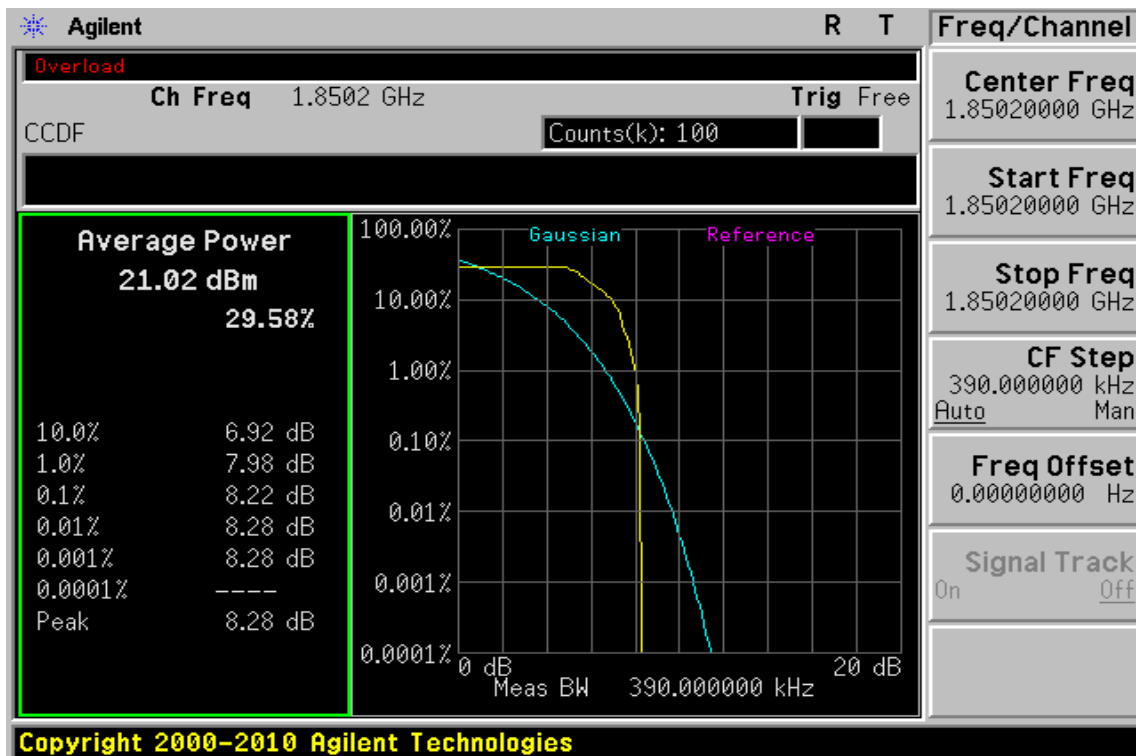 Agilent R T
Overload
Ch Freq 1.8502 GHz Trig Free
CCDF Counts(k): 100
Average Power
21.02 dBm
29.58%
10.0% 6.92 dB
1.0% 7.98 dB
0.1% 8.22 dB
0.01% 8.28 dB
0.001% 8.28 dB
0.0001% ----
Peak 8.28 dB
100.00%
Gaussian Reference
10.00%
1.00%
0.10%
0.01%
0.001%
0.0001%
0 dB 20 dB
Meas BW 390.000000 kHz
Freq/Channel
Center Freq
1.85020000 GHz
Start Freq
1.85020000 GHz
Stop Freq
1.85020000 GHz
CF Step
390.000000 kHz
Auto Man
Freq Offset
0.00000000 Hz
Signal Track
On Off
Copyright 2000-2010 Agilent Technologies